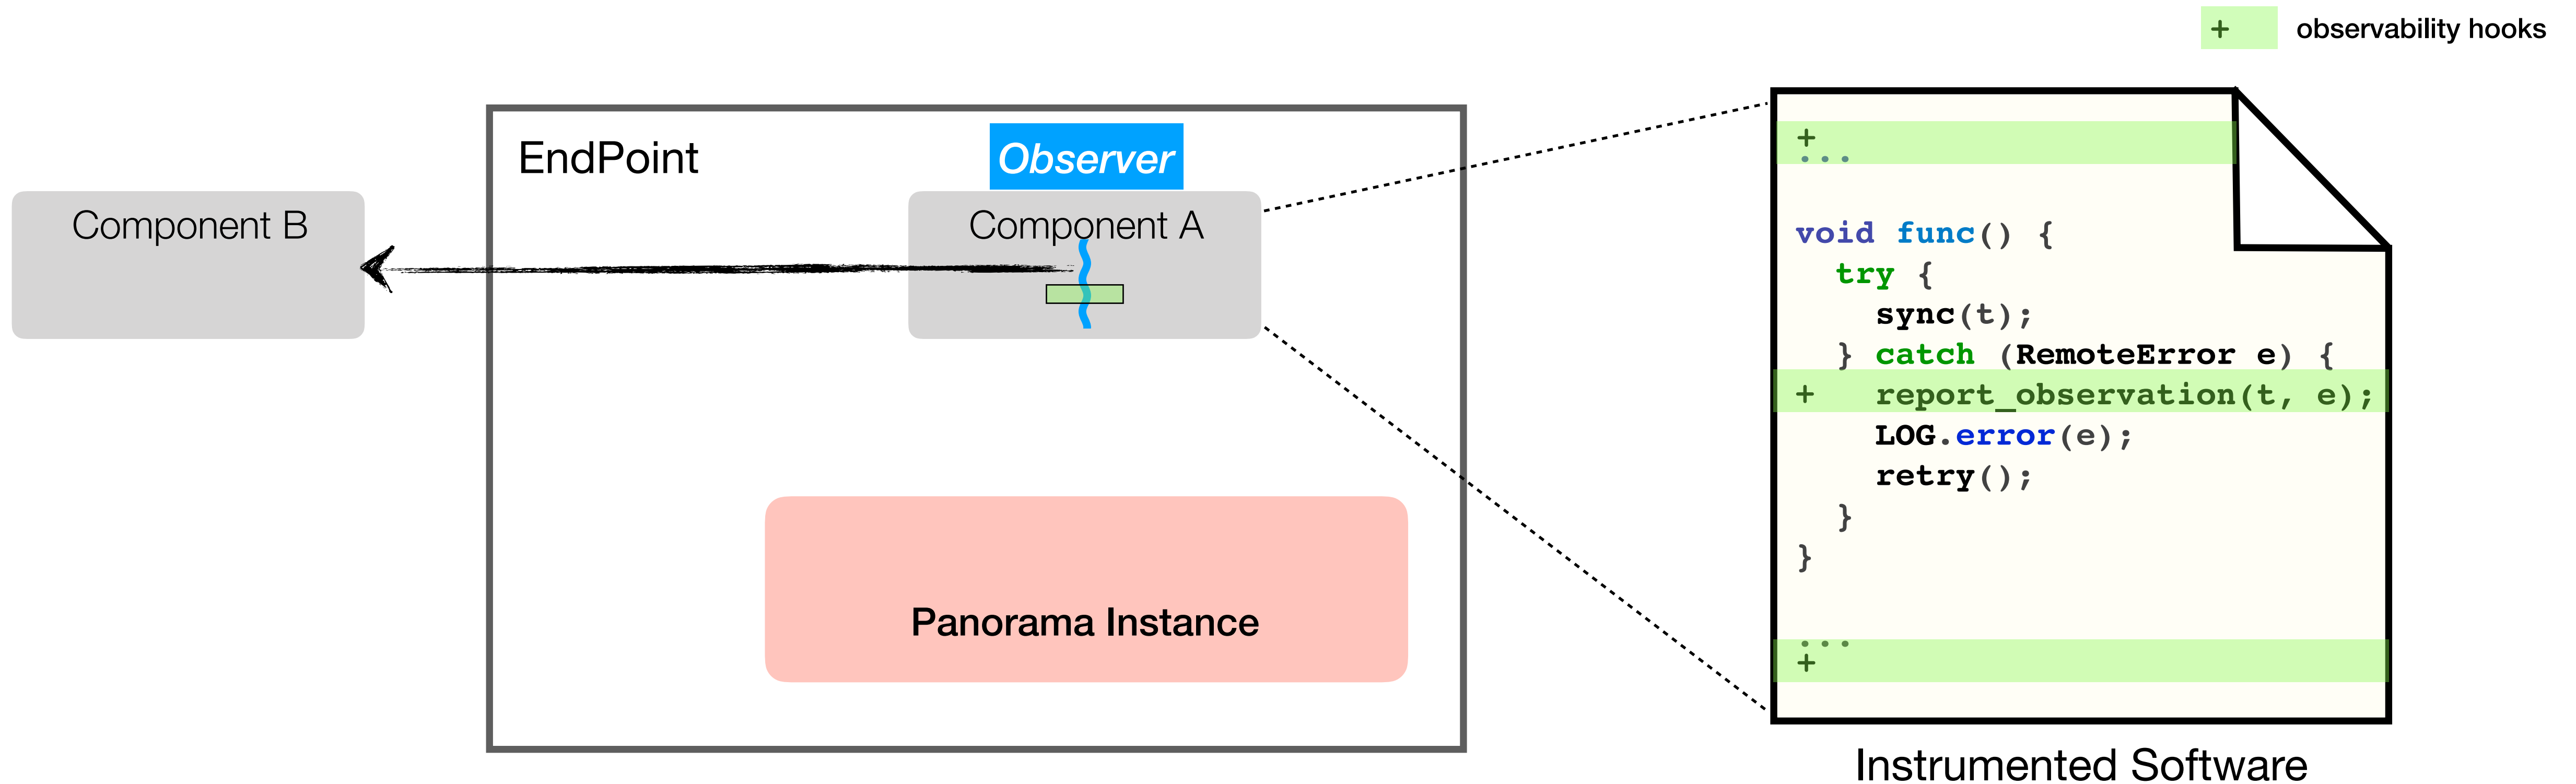 + observability hooks
EndPoint
Observer
Component B
Component A
Panorama Instance
+
...
void func() {
try {
sync(t);
} catch (RemoteError e) {
+ report_observation(t, e);
LOG.error(e);
retry();
}
}
...
+
Instrumented Software